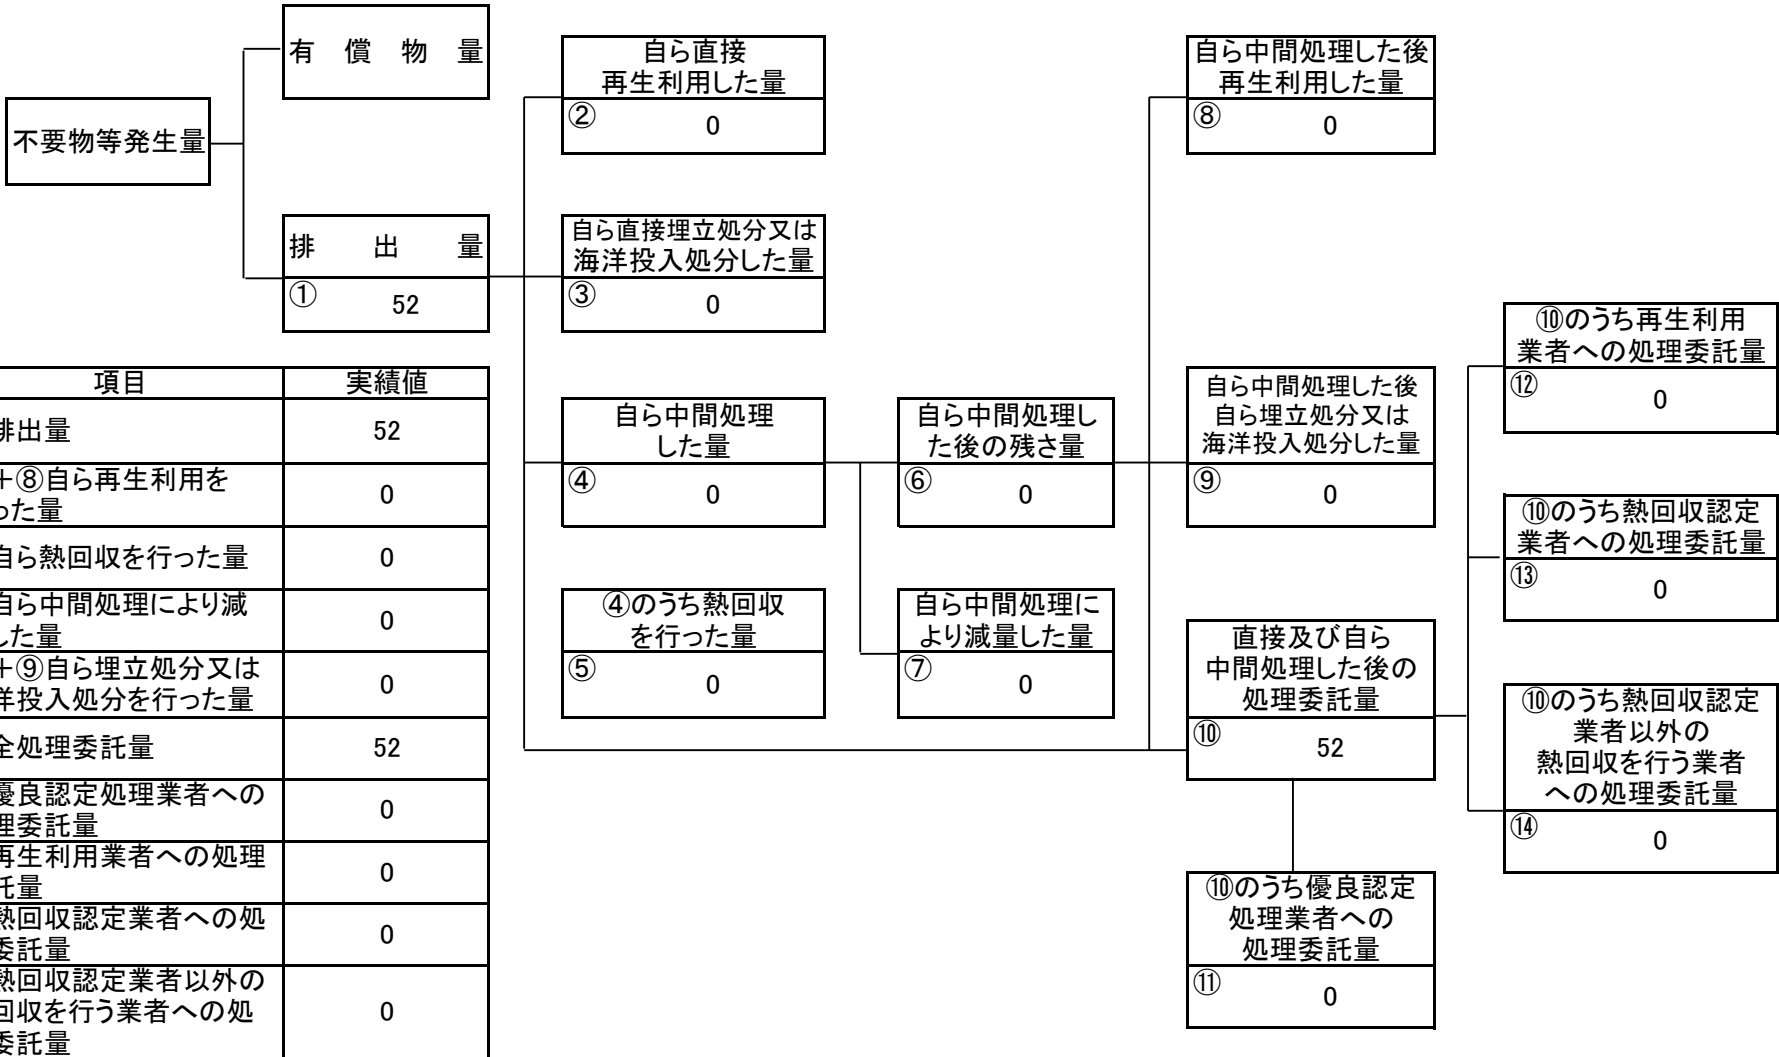 有　償　物　量
不要物等発生量
排　出　量
① 52
自ら直接
再生利用した量
② 0
自ら直接埋立処分又は
海洋投入処分した量
③ 0
自ら中間処理
した量
④ 0
④のうち熱回収
を行った量
⑤ 0
自ら中間処理し
た後の残さ量
⑥ 0
自ら中間処理に
より減量した量
⑦ 0
自ら中間処理した後
再生利用した量
⑧ 0
自ら中間処理した後
自ら埋立処分又は
海洋投入処分した量
⑨ 0
直接及び自ら
中間処理した後の
処理委託量
⑩ 52
⑩のうち優良認定
処理業者への
処理委託量
⑪ 0
⑩のうち再生利用
業者への処理委託量
⑫ 0
⑩のうち熱回収認定
業者への処理委託量
⑬ 0
⑩のうち熱回収認定
業者以外の
熱回収を行う業者
への処理委託量
⑭ 0
項目 実績値
排出量 52
+⑧自ら再生利用を
った量 0
自ら熱回収を行った量 0
自ら中間処理により減
した量 0
+⑨自ら埋立処分又は
洋投入処分を行った量 0
全処理委託量 52
優良認定処理業者への
理委託量 0
再生利用業者への処理
託量 0
熱回収認定業者への処
委託量 0
熱回収認定業者以外の
回収を行う業者への処
委託量 0